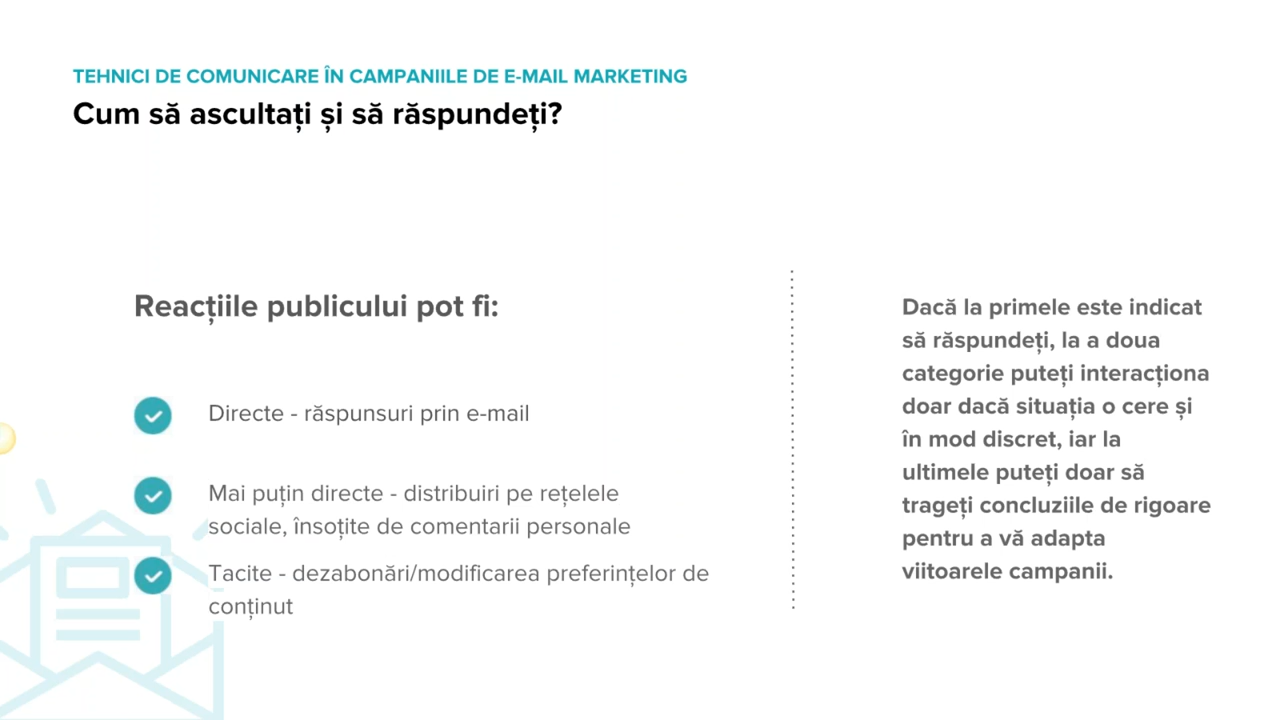 TEHNICI DE COMUNICARE ÎN CAMPANIILE DE E-MAIL MARKETING
Cum să ascultați și să răspundeți?
Reacțiile publicului pot fi:
Directe - răspunsuri prin e-mail
Mai puțin directe - distribuiri pe rețelele
sociale, însoțite de comentarii personale
Tacite - dezabonări/modificarea preferințelor de
conținut
Dacă la primele este indicat
să răspundeți, la a doua
categorie puteți interacționa
doar dacă situația o cere și
în mod discret, iar la
ultimele puteți doar să
trageți concluziile de rigoare
pentru a vă adapta
viitoarele campanii.